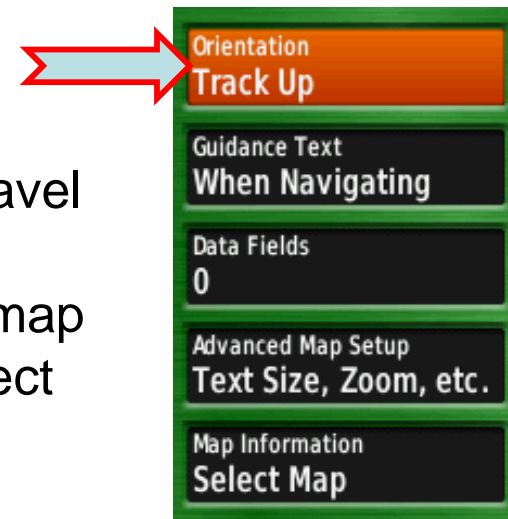 avel
map
ect
Orientation
Track Up
Guidance Text
When Navigating
Data Fields
0
Advanced Map Setup
Text Size, Zoom, etc.
Map Information
Select Map